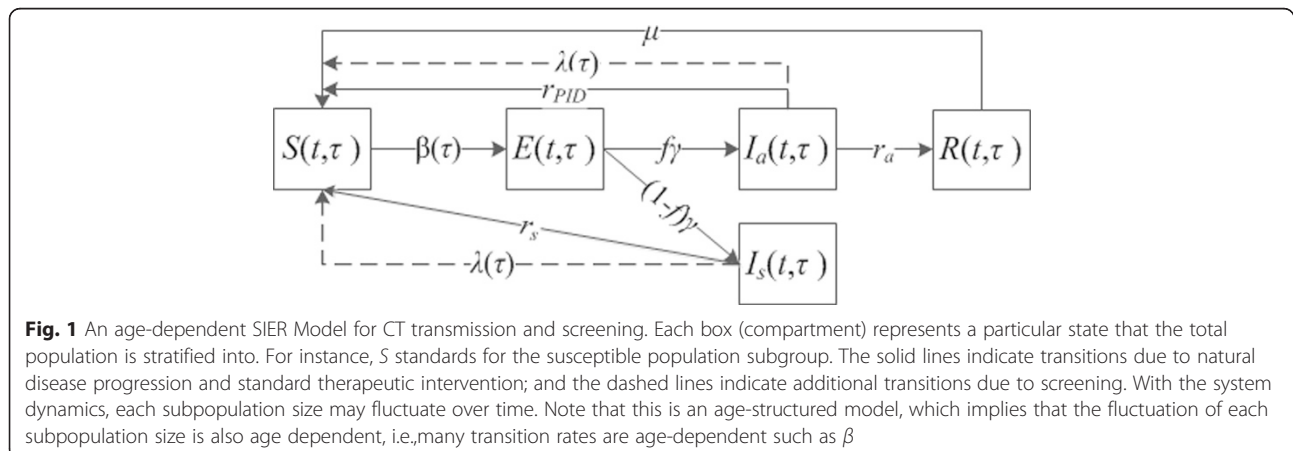 μ
λ(τ)
r_PID
S(t,τ) β(τ) E(t,τ) fγ I_a(t,τ) r_a R(t,τ)
(1-f)γ
r_s
λ(τ) I_s(t,τ)
Fig. 1 An age-dependent SIER Model for CT transmission and screening. Each box (compartment) represents a particular state that the total
population is stratified into. For instance, S standards for the susceptible population subgroup. The solid lines indicate transitions due to natural
disease progression and standard therapeutic intervention; and the dashed lines indicate additional transitions due to screening. With the system
dynamics, each subpopulation size may fluctuate over time. Note that this is an age-structured model, which implies that the fluctuation of each
subpopulation size is also age dependent, i.e.,many transition rates are age-dependent such as β